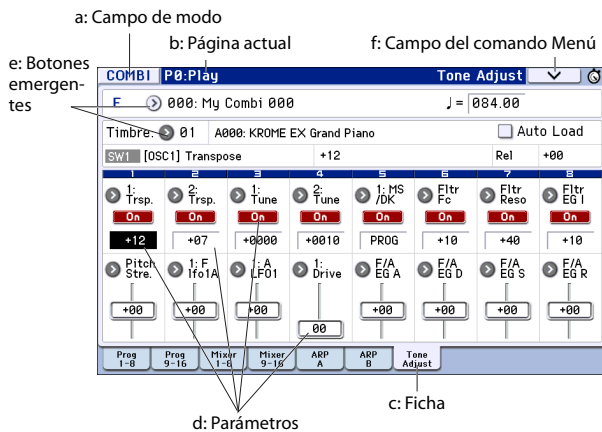 a: Campo de modo
b: Página actual
f: Campo del comando Menú
e: Botones
emergen-
tes
COMBI P0:Play Tone Adjust
F 000: My Combi 000 ♩= 084.00
Timbre: 01 A000: KROME EX Grand Piano Auto Load
SW1 [OSC1] Transpose +12 Rel +00
1 2 3 4 5 6 7 8
1: Trsp. 2: Trsp. 1: Tune 2: Tune 1: MS /DK Fltr Fc Fltr Reso Fltr EG I
On On On On On On On On
+12 +07 +0000 +0010 PROG +10 +40 +10
Pitch Stre. 1: F lfo1A 1: A LFO1 1: Drive F/A EG A F/A EG D F/A EG S F/A EG R
+00 +00 +00 00 +00 +00 +00 +00
Prog 1-8 Prog 9-16 Mixer 1-8 Mixer 9-16 ARP A ARP B Tone Adjust
c: Ficha
d: Parámetros